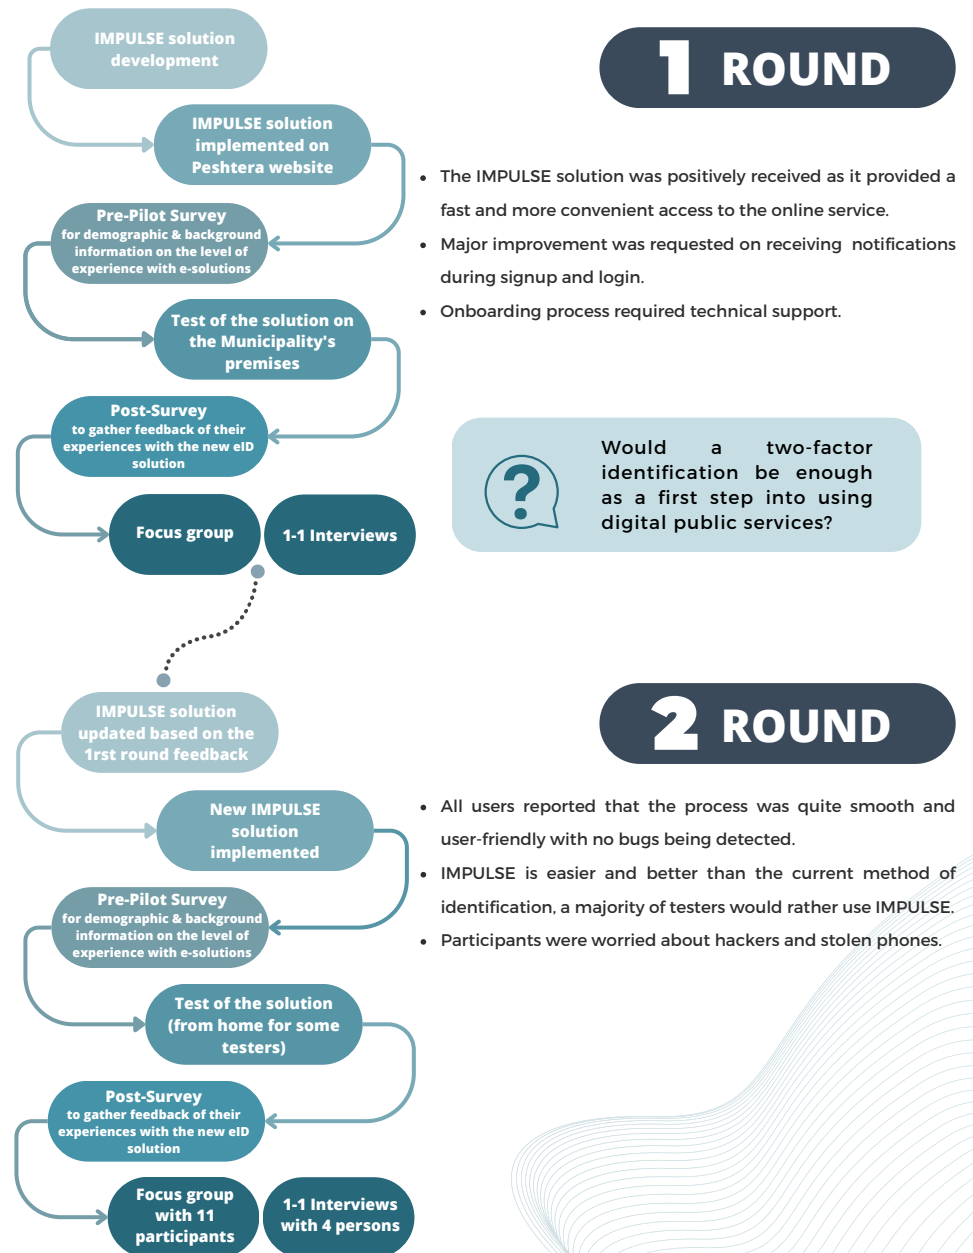 IMPULSE solution
development
IMPULSE solution
implemented on
Peshtera website
Pre-Pilot Survey
for demographic & background
information on the level of
experience with e-solutions
Test of the solution on
the Municipality's
premises
Post-Survey
to gather feedback of their
experiences with the new eID
solution
Focus group
1-1 Interviews
1 ROUND
• The IMPULSE solution was positively received as it provided a
fast and more convenient access to the online service.
• Major improvement was requested on receiving notifications
during signup and login.
• Onboarding process required technical support.
?
Would a two-factor
identification be enough
as a first step into using
digital public services?
IMPULSE solution
updated based on the
1rst round feedback
New IMPULSE
solution
implemented
Pre-Pilot Survey
for demographic & background
information on the level of
experience with e-solutions
Test of the solution
(from home for some
testers)
Post-Survey
to gather feedback of their
experiences with the new eID
solution
Focus group
with 11
participants
1-1 Interviews
with 4 persons
2 ROUND
• All users reported that the process was quite smooth and
user-friendly with no bugs being detected.
• IMPULSE is easier and better than the current method of
identification, a majority of testers would rather use IMPULSE.
• Participants were worried about hackers and stolen phones.